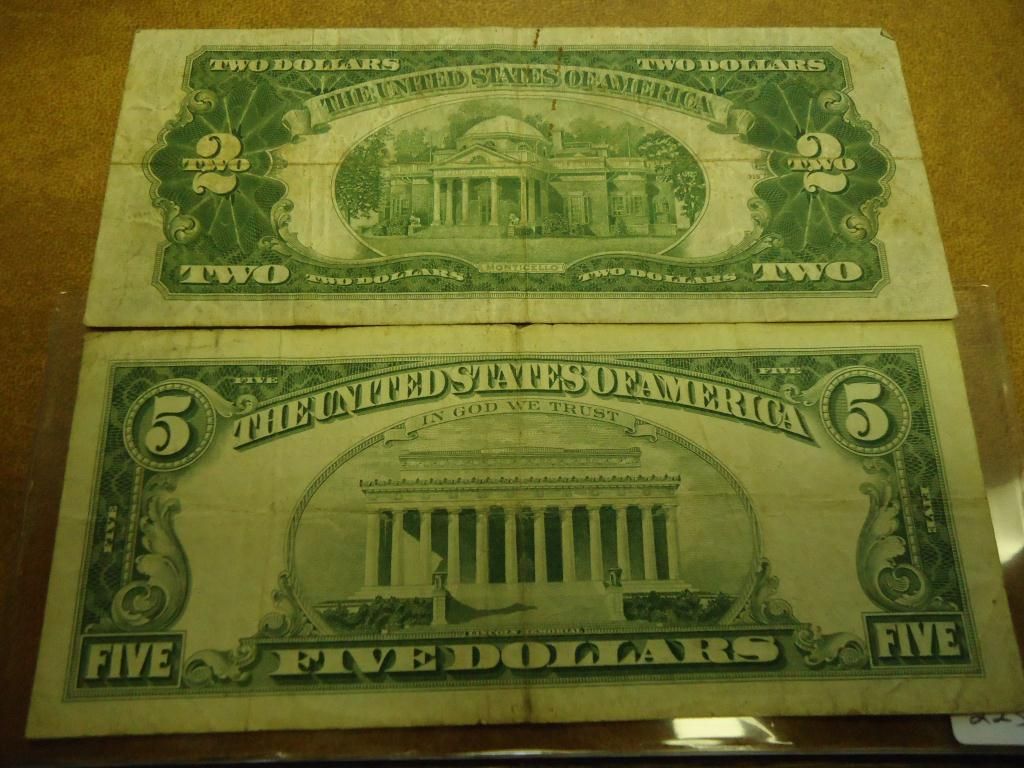 TWO DOLLARS TWO DOLLARS
THE UNITED STATES OF AMERICA
2 2
TWO TWO
TWO TWO DOLLARS MONTICELLO TWO DOLLARS TWO
FIVE FIVE
5 THE UNITED STATES OF AMERICA 5
IN GOD WE TRUST
FIVE FIVE
LINCOLN MEMORIAL
FIVE FIVE DOLLARS FIVE